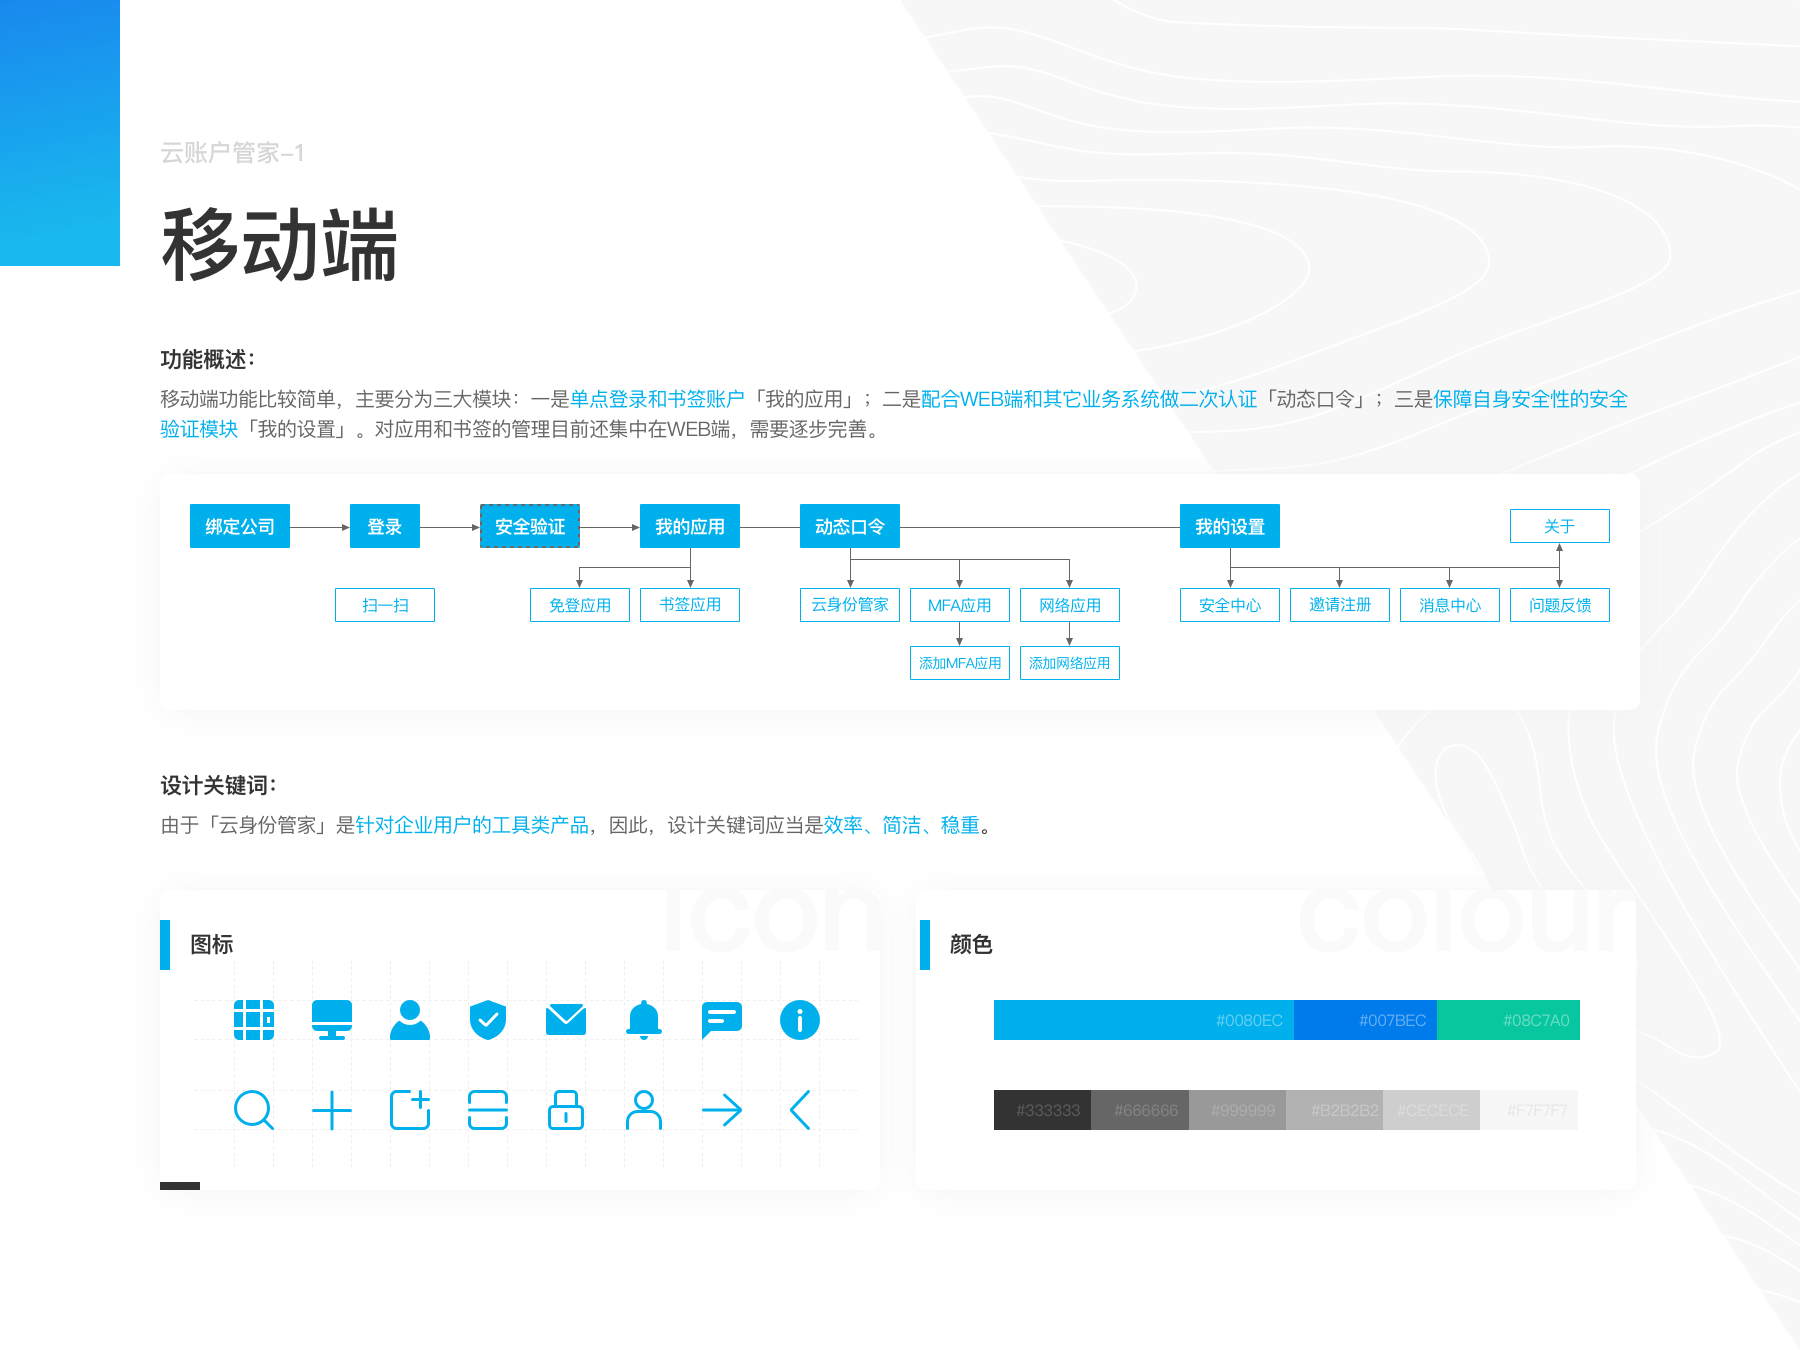 云账户管家-1
移动端
功能概述：
移动端功能比较简单，主要分为三大模块：一是单点登录和书签账户「我的应用」；二是配合WEB端和其它业务系统做二次认证「动态口令」；三是保障自身安全性的安全
验证模块「我的设置」。对应用和书签的管理目前还集中在WEB端，需要逐步完善。
绑定公司 登录 安全验证 我的应用 动态口令 我的设置 关于
扫一扫 免登应用 书签应用 云身份管家 MFA应用 网络应用 安全中心 邀请注册 消息中心 问题反馈
添加MFA应用 添加网络应用
设计关键词：
由于「云身份管家」是针对企业用户的工具类产品，因此，设计关键词应当是效率、简洁、稳重。
icon
colour
图标
颜色
#0080EC #007BEC #08C7A0
#333333 #666666 #999999 #B2B2B2 #CECECE #F7F7F7